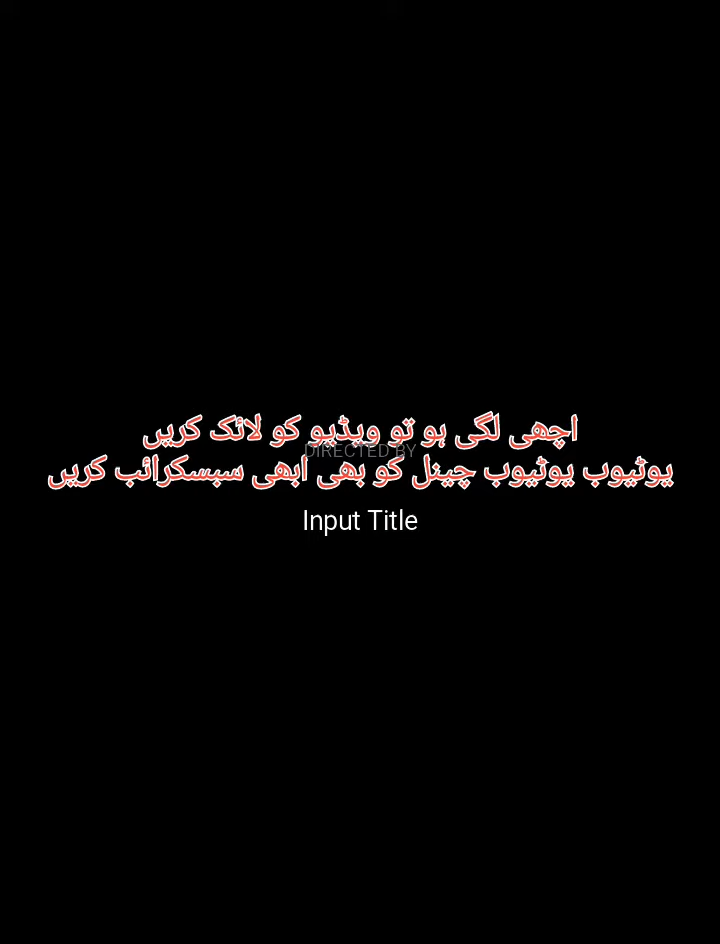 اچھی لگی ہو تو ویڈیو کو لائک کریں
DIRECTED BY
یوٹیوب یوٹیوب چینل کو بھی ابھی سبسکرائب کریں
Input Title